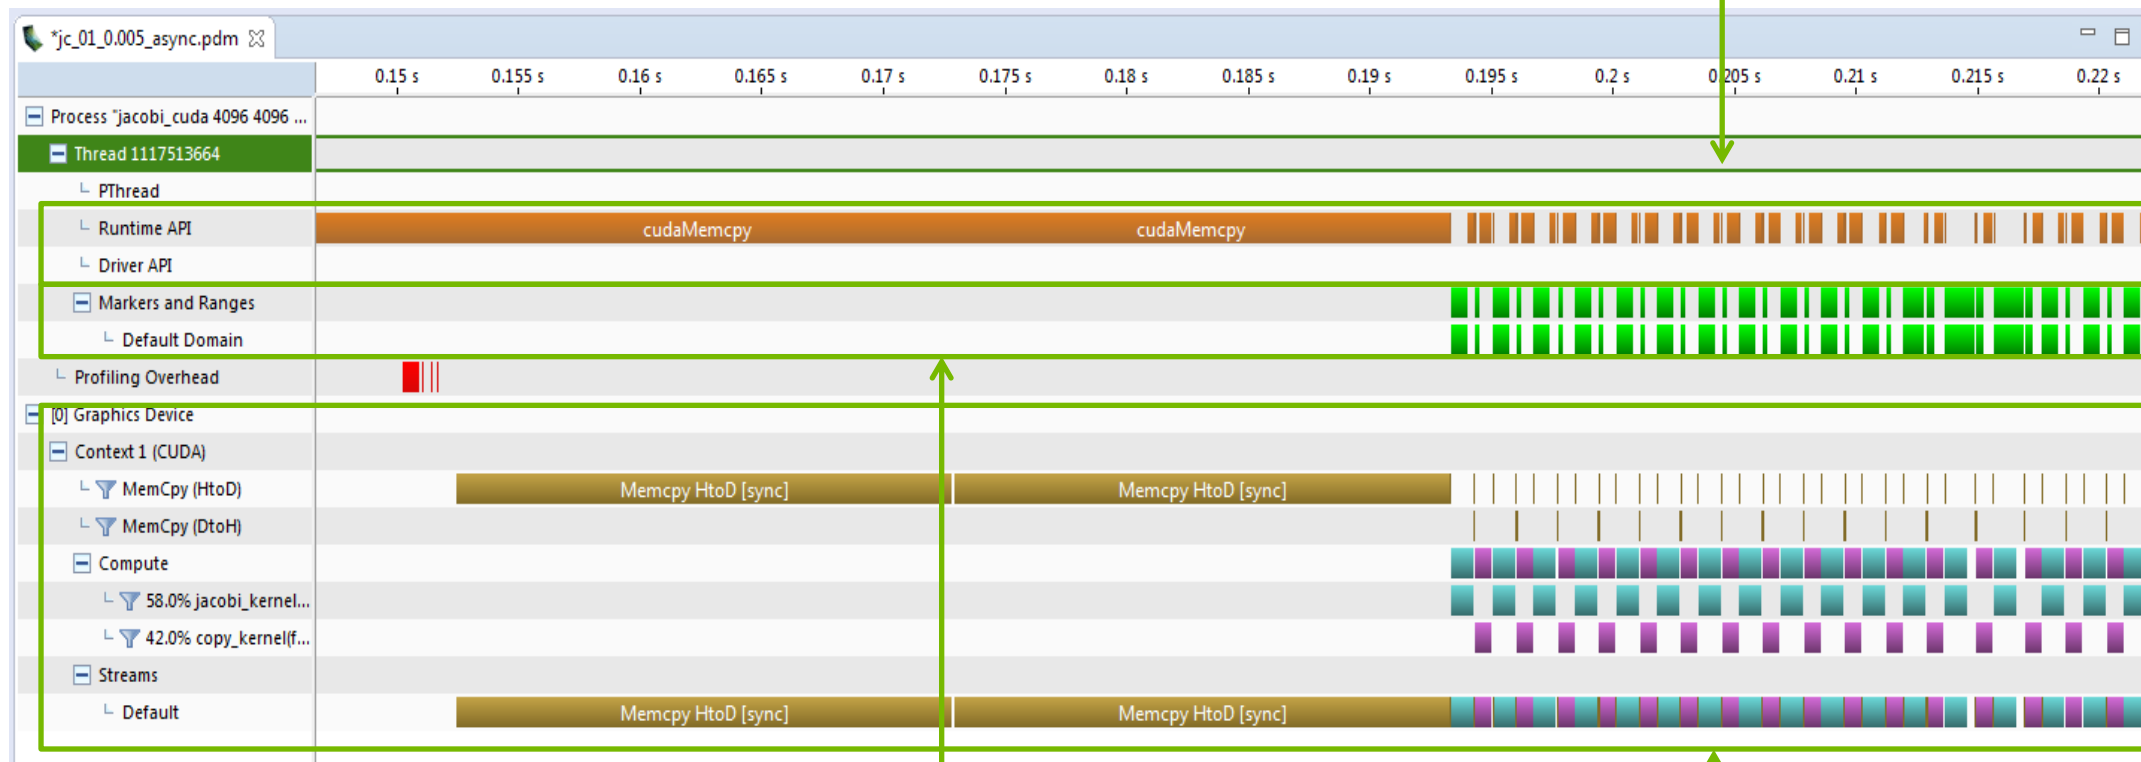 *jc_01_0.005_async.pdm
0.15 s 0.155 s 0.16 s 0.165 s 0.17 s 0.175 s 0.18 s 0.185 s 0.19 s 0.195 s 0.2 s 0.205 s 0.21 s 0.215 s 0.22 s
Process "jacobi_cuda 4096 4096 ...
Thread 1117513664
PThread
Runtime API cudaMemcpy cudaMemcpy
Driver API
Markers and Ranges
Default Domain
Profiling Overhead
[0] Graphics Device
Context 1 (CUDA)
MemCpy (HtoD) Memcpy HtoD [sync] Memcpy HtoD [sync]
MemCpy (DtoH)
Compute
58.0% jacobi_kernel...
42.0% copy_kernel(f...
Streams
Default Memcpy HtoD [sync] Memcpy HtoD [sync]